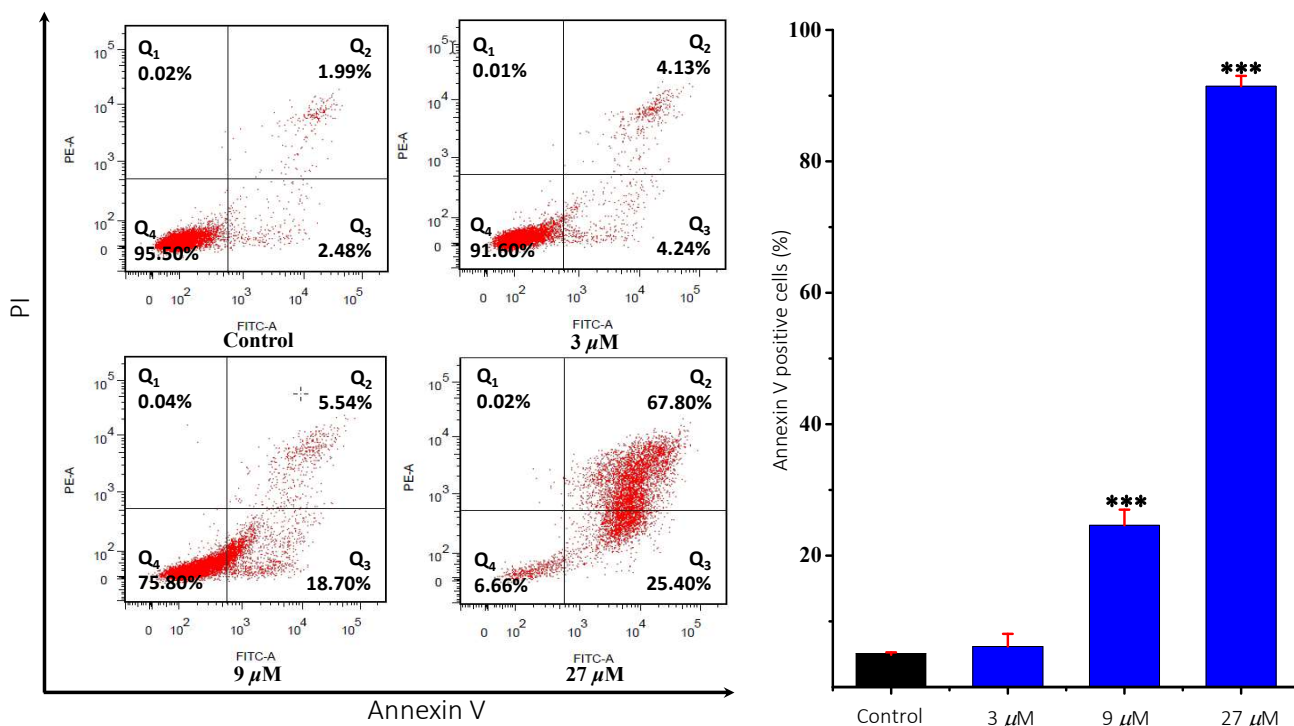 PI
Q1
0.02%
Q2
1.99%
Q4
95.50%
Q3
2.48%
PE-A
10^5
10^4
10^3
10^2
0
0 10^2 10^3 10^4 10^5
FITC-A
Control
Q1
0.01%
Q2
4.13%
Q4
91.60%
Q3
4.24%
PE-A
10^5
10^4
10^3
10^2
0
0 10^2 10^3 10^4 10^5
FITC-A
3 µM
Q1
0.04%
Q2
5.54%
Q4
75.80%
Q3
18.70%
PE-A
10^5
10^4
10^3
10^2
0
0 10^2 10^3 10^4 10^5
FITC-A
9 µM
Q1
0.02%
Q2
67.80%
Q4
6.66%
Q3
25.40%
PE-A
10^5
10^4
10^3
10^2
0
0 10^2 10^3 10^4 10^5
FITC-A
27 µM
Annexin V
Annexin V positive cells (%)
100
80
60
40
20
***
***
Control 3 µM 9 µM 27 µM